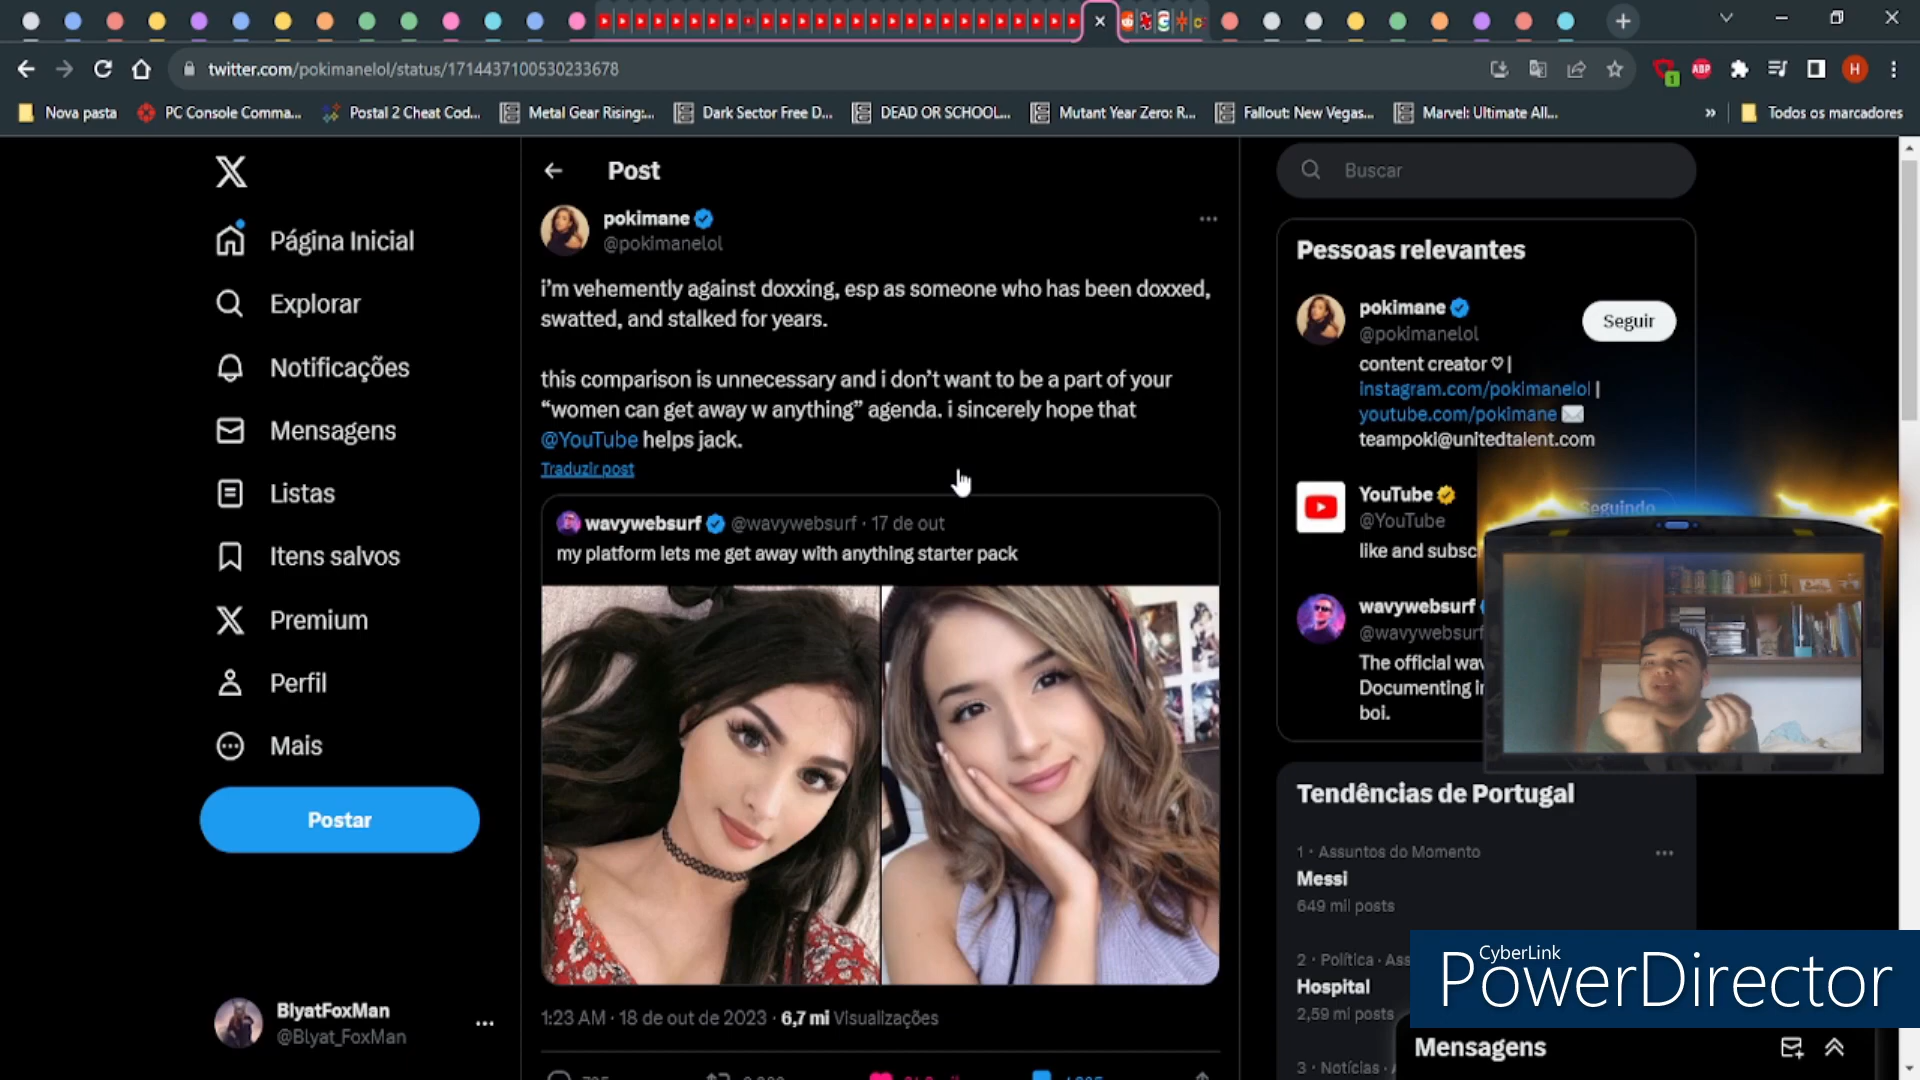 twitter.com/pokimanelol/status/1714437100530233678
ABP
H
Nova pasta
PC Console Comma...
Postal 2 Cheat Cod...
Metal Gear Rising:...
Dark Sector Free D...
DEAD OR SCHOOL...
Mutant Year Zero: R...
Fallout: New Vegas...
Marvel: Ultimate All...
»
Todos os marcadores
Página Inicial
Explorar
Notificações
Mensagens
Listas
Itens salvos
Premium
Perfil
Mais
Postar
BlyatFoxMan
@Blyat_FoxMan
Post
pokimane
@pokimanelol
i'm vehemently against doxxing, esp as someone who has been doxxed,
swatted, and stalked for years.
this comparison is unnecessary and i don't want to be a part of your
“women can get away w anything” agenda. i sincerely hope that
@YouTube helps jack.
Traduzir post
wavywebsurf @wavywebsurf · 17 de out
my platform lets me get away with anything starter pack
1:23 AM · 18 de out de 2023 · 6,7 mi Visualizações
Buscar
Pessoas relevantes
pokimane
@pokimanelol
Seguir
content creator ♡ |
instagram.com/pokimanelol |
youtube.com/pokimane ✉
teampoki@unitedtalent.com
YouTube
@YouTube
Seguindo
like and subsc
wavywebsurf
@wavywebsurf
The official wav
Documenting in
boi.
Tendências de Portugal
1 · Assuntos do Momento
Messi
649 mil posts
2 · Política · Ass
Hospital
2,59 mi posts
3 · Notícias ·
CyberLink
PowerDirector
Mensagens